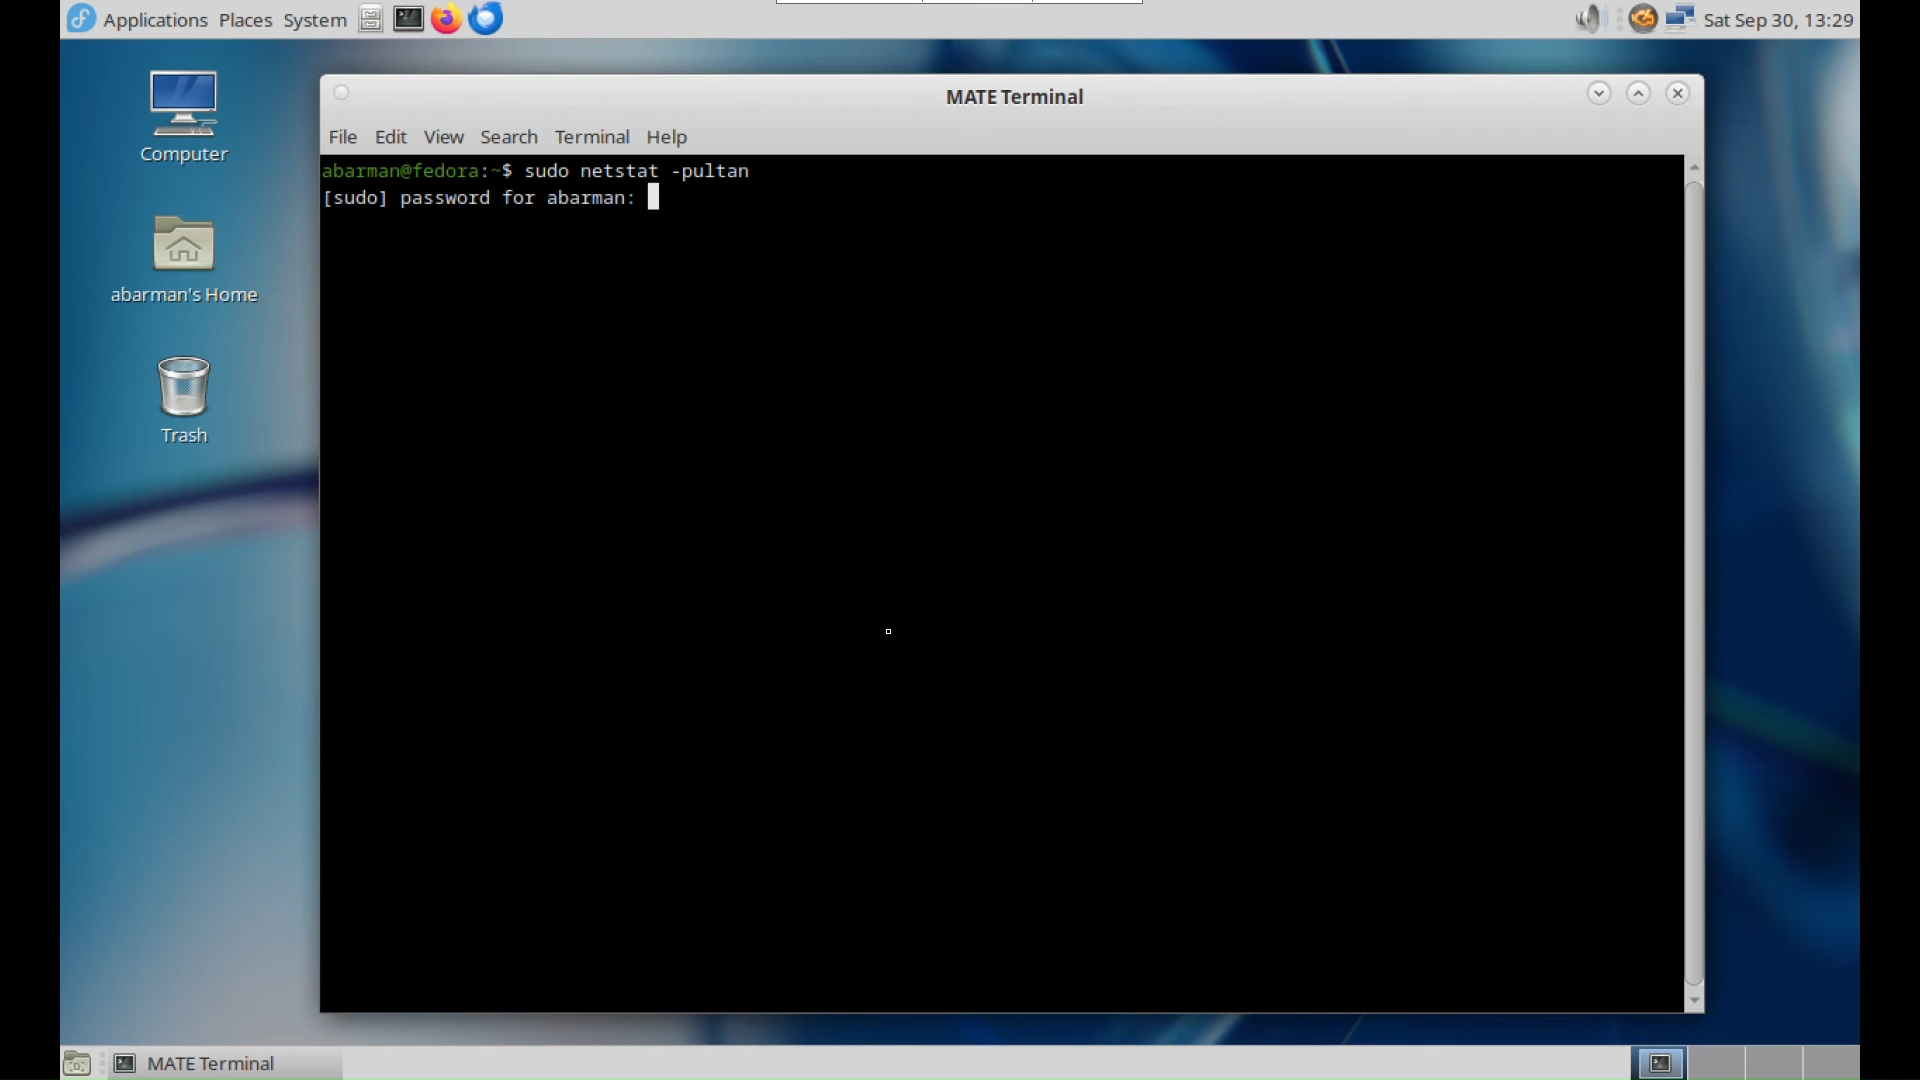 Applications Places System
Sat Sep 30, 13:29
Computer
abarman's Home
Trash
MATE Terminal
File Edit View Search Terminal Help
abarman@fedora:~$ sudo netstat -pultan
[sudo] password for abarman:
MATE Terminal